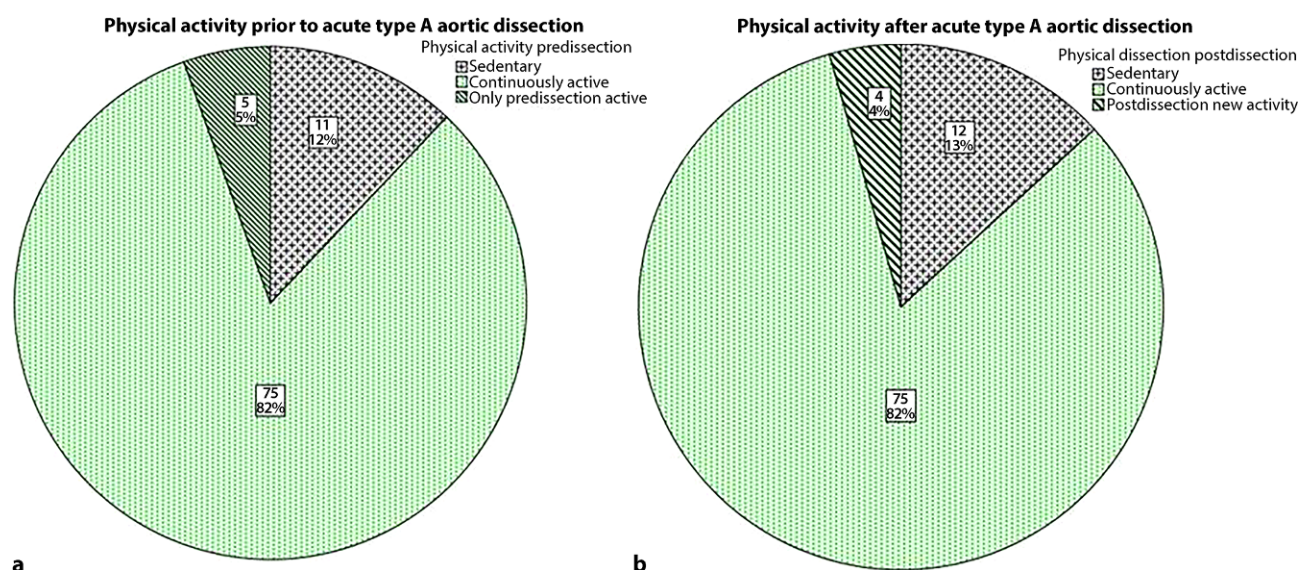 Physical activity prior to acute type A aortic dissection
Physical activity predissection
Sedentary
Continuously active
Only predissection active
5
5%
11
12%
75
82%
a
Physical activity after acute type A aortic dissection
Physical dissection postdissection
Sedentary
Continuously active
Postdissection new activity
4
4%
12
13%
75
82%
b